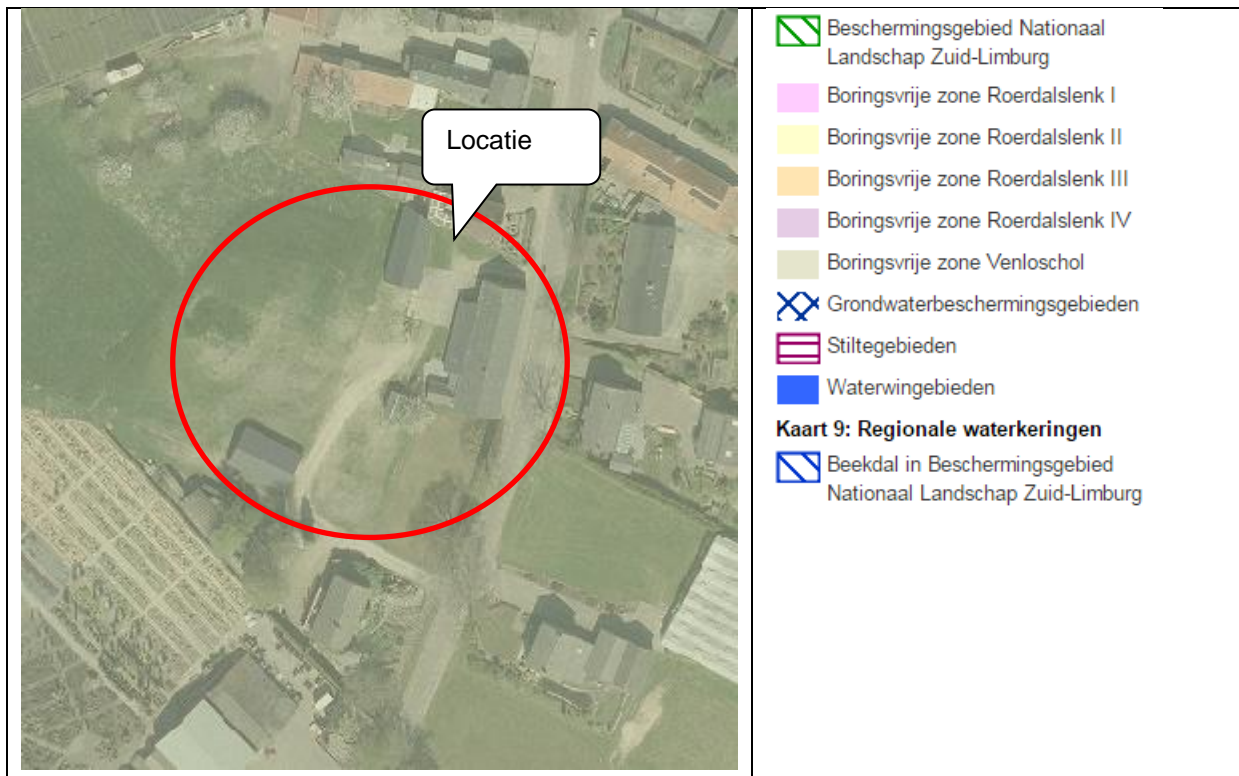 Locatie
Beschermingsgebied Nationaal
Landschap Zuid-Limburg
Boringsvrije zone Roerdalslenk I
Boringsvrije zone Roerdalslenk II
Boringsvrije zone Roerdalslenk III
Boringsvrije zone Roerdalslenk IV
Boringsvrije zone Venloschol
Grondwaterbeschermingsgebieden
Stiltegebieden
Waterwingebieden
Kaart 9: Regionale waterkeringen
Beekdal in Beschermingsgebied
Nationaal Landschap Zuid-Limburg